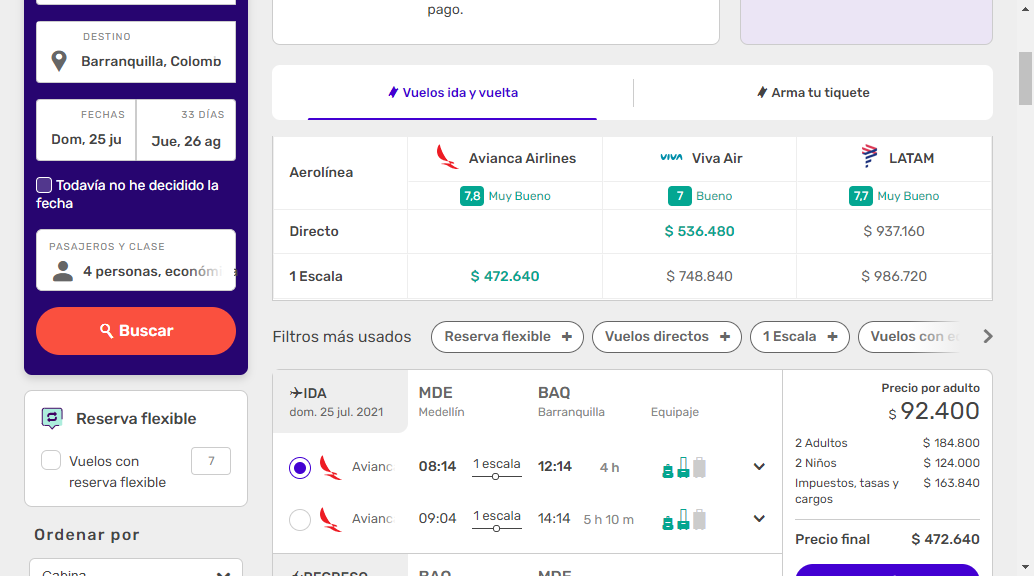 pago.
DESTINO
Barranquilla, Colomb
FECHAS
33 DÍAS
Dom, 25 ju
Jue, 26 ag
Todavía no he decidido la
fecha
PASAJEROS Y CLASE
4 personas, económi
Buscar
Reserva flexible
Vuelos con
reserva flexible
7
Ordenar por
Cabina
Vuelos ida y vuelta
Arma tu tiquete
Aerolínea
Avianca Airlines
VIVA Viva Air
LATAM
7,8 Muy Bueno
7 Bueno
7,7 Muy Bueno
Directo
$ 536.480
$ 937.160
1 Escala
$ 472.640
$ 748.840
$ 986.720
Filtros más usados
Reserva flexible +
Vuelos directos +
1 Escala +
Vuelos con e
IDA
dom. 25 jul. 2021
MDE
Medellín
BAQ
Barranquilla
Equipaje
Avianc
08:14
1 escala
12:14
4 h
Avianc
09:04
1 escala
14:14
5 h 10 m
REGRESO
BAQ
MDE
Precio por adulto
$ 92.400
2 Adultos $ 184.800
2 Niños $ 124.000
Impuestos, tasas y $ 163.840
cargos
Precio final $ 472.640